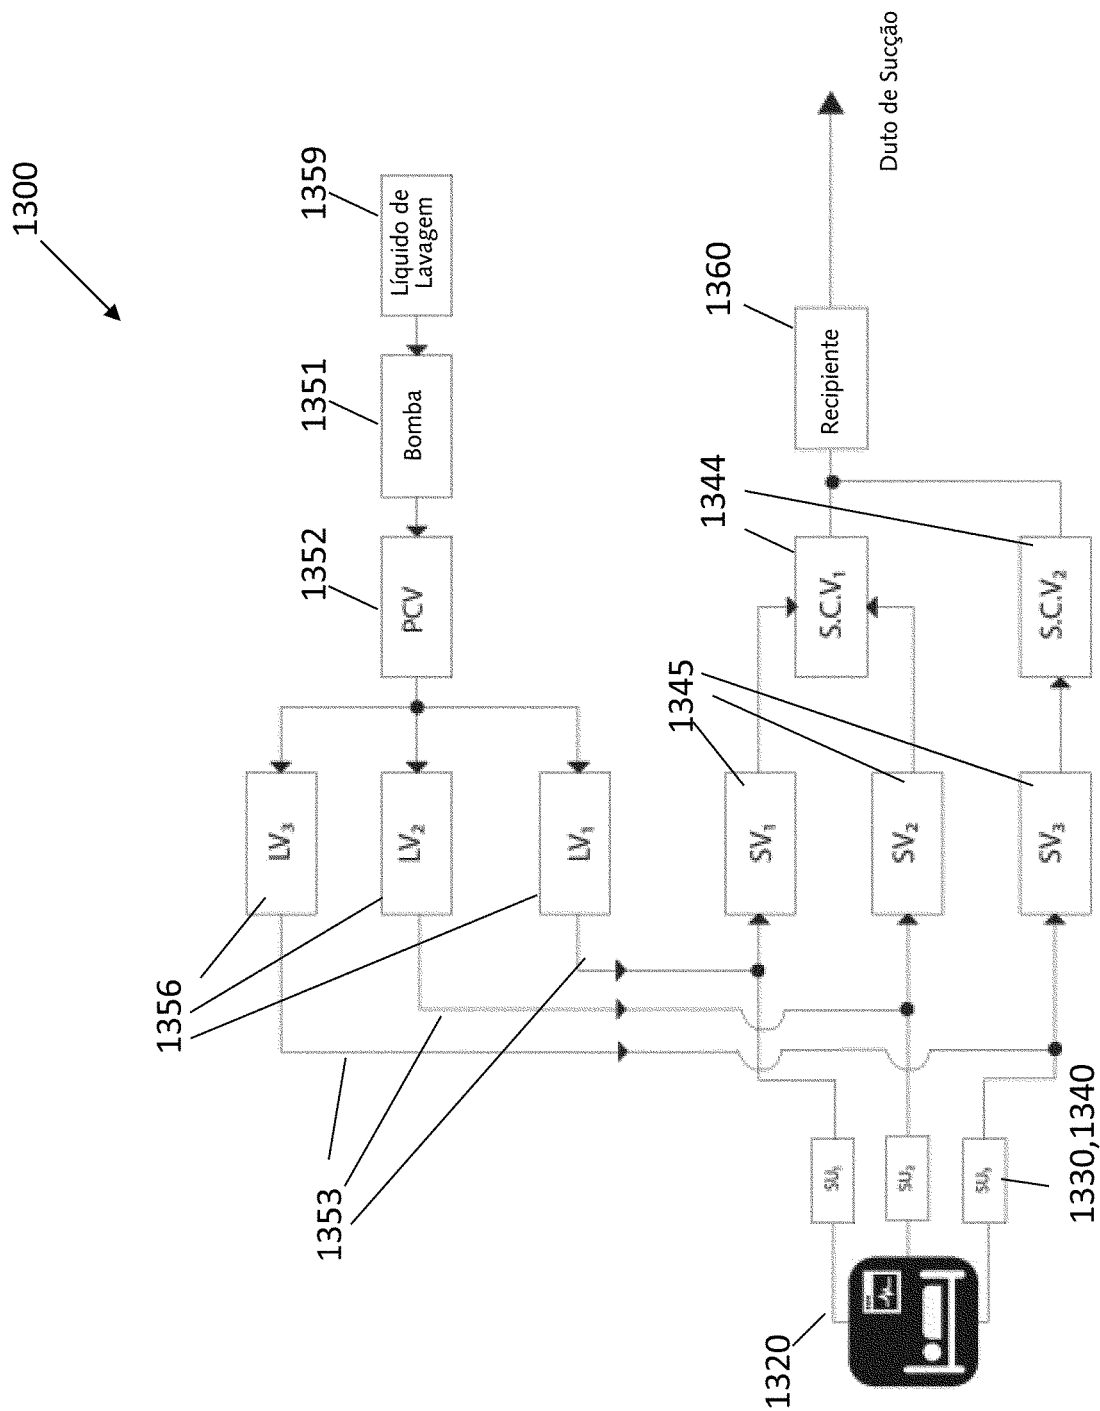 1300
1359
Líquido de
Lavagem
1351
Bomba
1352
PCV
1356
LV₃
LV₂
LV₁
1353
1360
Recipiente
Duto de Sucção
1344
S.C.V₁
S.C.V₂
1345
SV₁
SV₂
SV₃
SU₁
SU₂
SU₃
1330,1340
1320